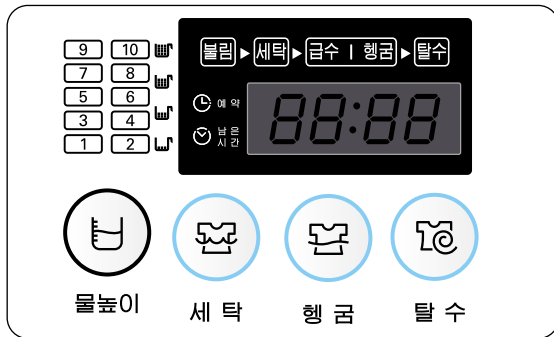 9 10
7 8
5 6
3 4
1 2
불림 ▶ 세탁 ▶ 급수 | 헹굼 ▶ 탈수
예 약
남 은
시 간
88:88
물높이
세 탁
헹 굼
탈 수